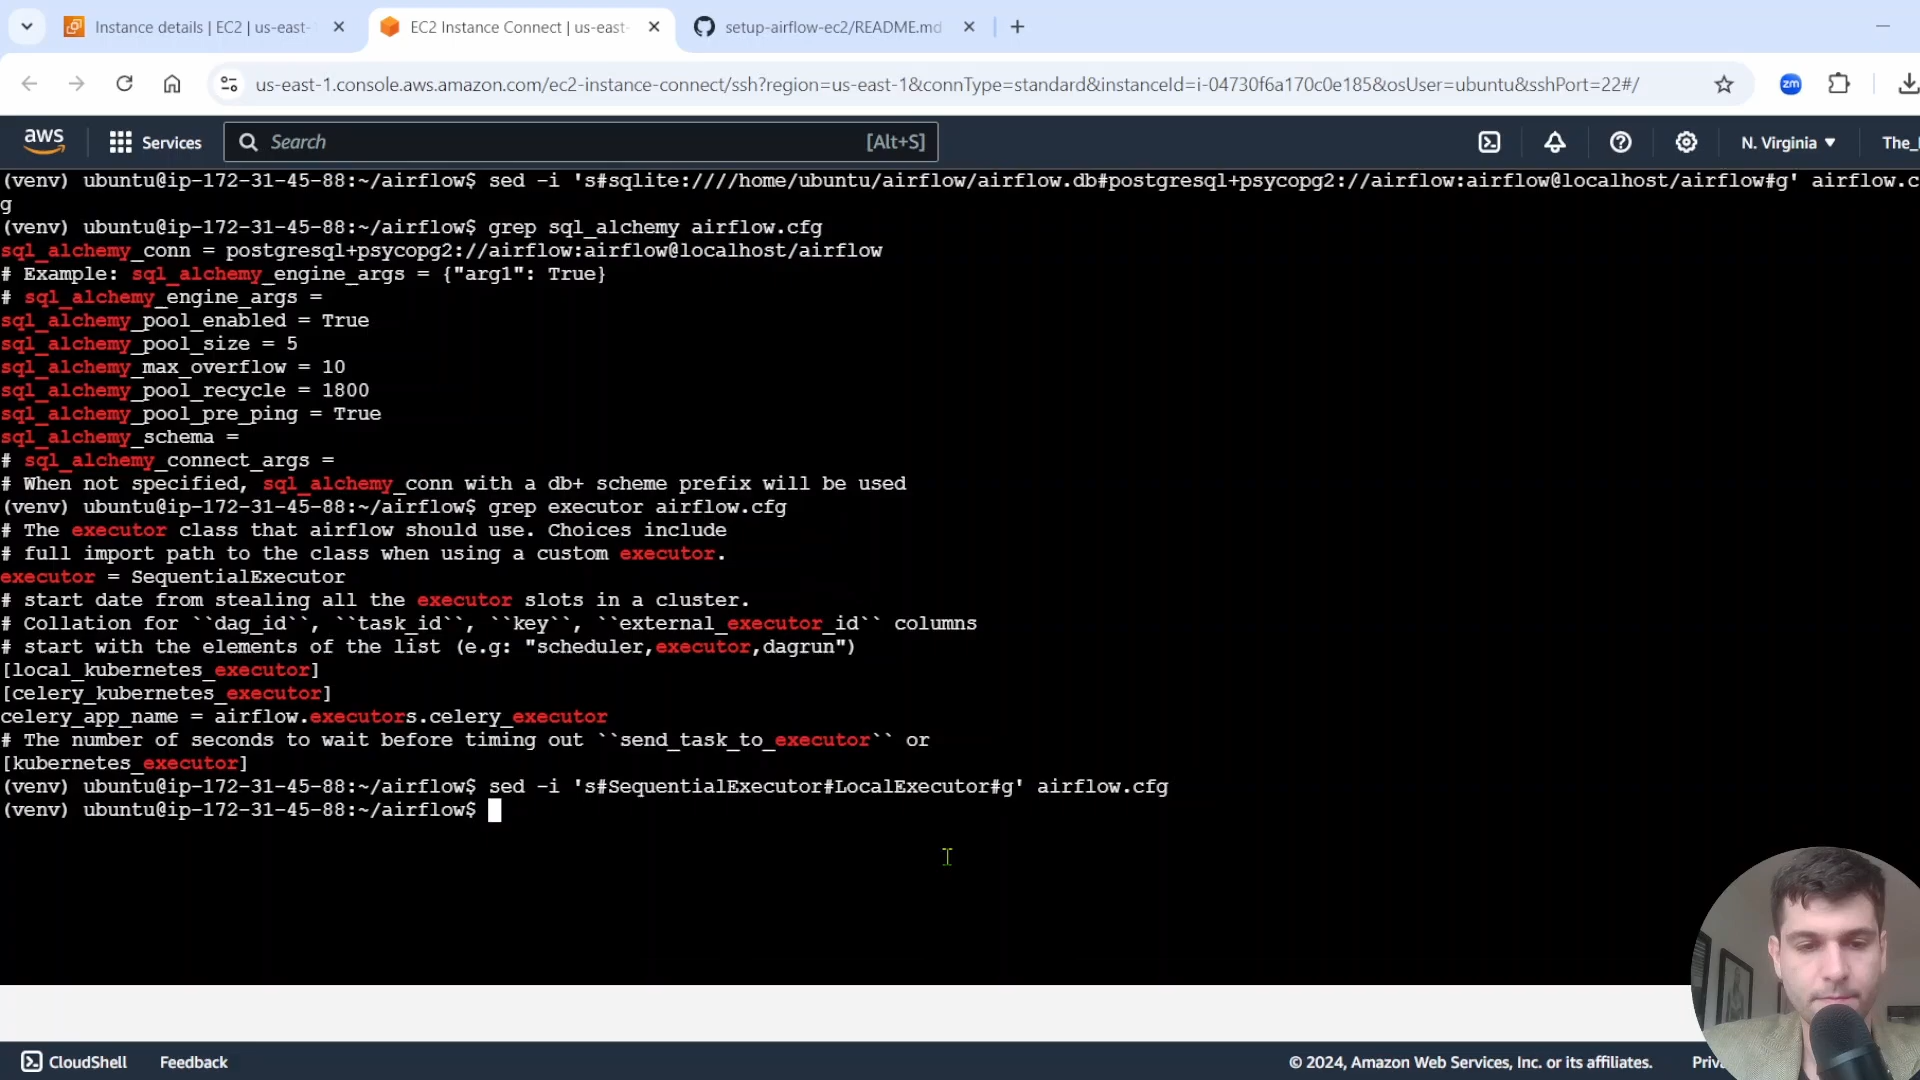 Instance details | EC2 | us-east-
EC2 Instance Connect | us-east-
setup-airflow-ec2/README.md
us-east-1.console.aws.amazon.com/ec2-instance-connect/ssh?region=us-east-1&connType=standard&instanceId=i-04730f6a170c0e185&osUser=ubuntu&sshPort=22#/
zm
aws
Services
Search
[Alt+S]
N. Virginia
The_
(venv) ubuntu@ip-172-31-45-88:~/airflow$ sed -i 's#sqlite:////home/ubuntu/airflow/airflow.db#postgresql+psycopg2://airflow:airflow@localhost/airflow#g' airflow.c
g
(venv) ubuntu@ip-172-31-45-88:~/airflow$ grep sql_alchemy airflow.cfg
sql_alchemy_conn = postgresql+psycopg2://airflow:airflow@localhost/airflow
# Example: sql_alchemy_engine_args = {"arg1": True}
# sql_alchemy_engine_args =
sql_alchemy_pool_enabled = True
sql_alchemy_pool_size = 5
sql_alchemy_max_overflow = 10
sql_alchemy_pool_recycle = 1800
sql_alchemy_pool_pre_ping = True
sql_alchemy_schema =
# sql_alchemy_connect_args =
# When not specified, sql_alchemy_conn with a db+ scheme prefix will be used
(venv) ubuntu@ip-172-31-45-88:~/airflow$ grep executor airflow.cfg
# The executor class that airflow should use. Choices include
# full import path to the class when using a custom executor.
executor = SequentialExecutor
# start date from stealing all the executor slots in a cluster.
# Collation for ``dag_id``, ``task_id``, ``key``, ``external_executor_id`` columns
# start with the elements of the list (e.g: "scheduler,executor,dagrun")
[local_kubernetes_executor]
[celery_kubernetes_executor]
celery_app_name = airflow.executors.celery_executor
# The number of seconds to wait before timing out ``send_task_to_executor`` or
[kubernetes_executor]
(venv) ubuntu@ip-172-31-45-88:~/airflow$ sed -i 's#SequentialExecutor#LocalExecutor#g' airflow.cfg
(venv) ubuntu@ip-172-31-45-88:~/airflow$
CloudShell
Feedback
© 2024, Amazon Web Services, Inc. or its affiliates.
Priv